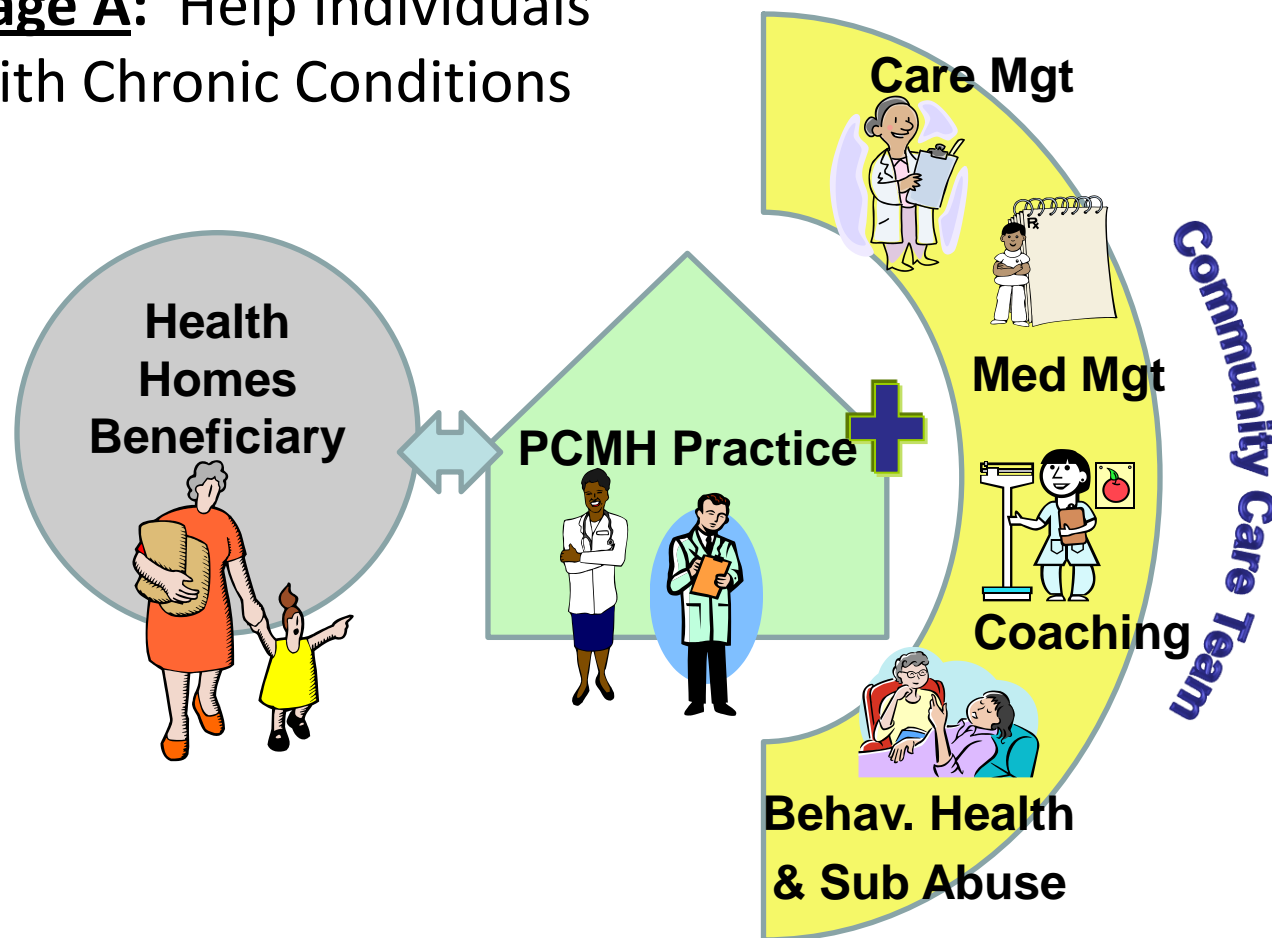 age A: Help Individuals
ith Chronic Conditions
Care Mgt
Rx
Health
Homes
Beneficiary
Med Mgt
PCMH Practice
Community Care Team
Coaching
Behav. Health
& Sub Abuse